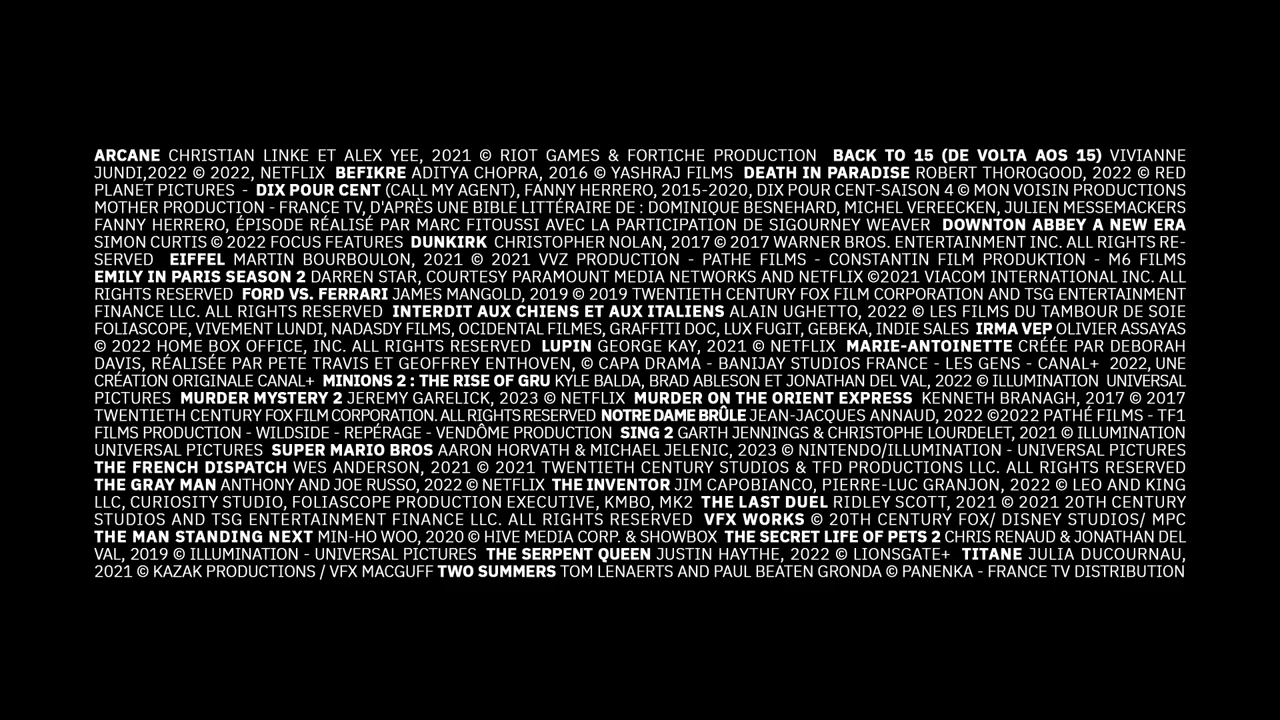 ARCANE CHRISTIAN LINKE ET ALEX YEE, 2021 © RIOT GAMES & FORTICHE PRODUCTION BACK TO 15 (DE VOLTA AOS 15) VIVIANNE
JUNDI,2022 © 2022, NETFLIX BEFIKRE ADITYA CHOPRA, 2016 © YASHRAJ FILMS DEATH IN PARADISE ROBERT THOROGOOD, 2022 © RED
PLANET PICTURES - DIX POUR CENT (CALL MY AGENT), FANNY HERRERO, 2015-2020, DIX POUR CENT-SAISON 4 © MON VOISIN PRODUCTIONS
MOTHER PRODUCTION - FRANCE TV, D'APRÈS UNE BIBLE LITTÉRAIRE DE : DOMINIQUE BESNEHARD, MICHEL VEREECKEN, JULIEN MESSEMACKERS
FANNY HERRERO, ÉPISODE RÉALISÉ PAR MARC FITOUSSI AVEC LA PARTICIPATION DE SIGOURNEY WEAVER DOWNTON ABBEY A NEW ERA
SIMON CURTIS © 2022 FOCUS FEATURES DUNKIRK CHRISTOPHER NOLAN, 2017 © 2017 WARNER BROS. ENTERTAINMENT INC. ALL RIGHTS RE-
SERVED EIFFEL MARTIN BOURBOULON, 2021 © 2021 VVZ PRODUCTION - PATHE FILMS - CONSTANTIN FILM PRODUKTION - M6 FILMS
EMILY IN PARIS SEASON 2 DARREN STAR, COURTESY PARAMOUNT MEDIA NETWORKS AND NETFLIX ©2021 VIACOM INTERNATIONAL INC. ALL
RIGHTS RESERVED FORD VS. FERRARI JAMES MANGOLD, 2019 © 2019 TWENTIETH CENTURY FOX FILM CORPORATION AND TSG ENTERTAINMENT
FINANCE LLC. ALL RIGHTS RESERVED INTERDIT AUX CHIENS ET AUX ITALIENS ALAIN UGHETTO, 2022 © LES FILMS DU TAMBOUR DE SOIE
FOLIASCOPE, VIVEMENT LUNDI, NADASDY FILMS, OCIDENTAL FILMES, GRAFFITI DOC, LUX FUGIT, GEBEKA, INDIE SALES IRMA VEP OLIVIER ASSAYAS
© 2022 HOME BOX OFFICE, INC. ALL RIGHTS RESERVED LUPIN GEORGE KAY, 2021 © NETFLIX MARIE-ANTOINETTE CRÉÉE PAR DEBORAH
DAVIS, RÉALISÉE PAR PETE TRAVIS ET GEOFFREY ENTHOVEN, © CAPA DRAMA - BANIJAY STUDIOS FRANCE - LES GENS - CANAL+ 2022, UNE
CRÉATION ORIGINALE CANAL+ MINIONS 2 : THE RISE OF GRU KYLE BALDA, BRAD ABLESON ET JONATHAN DEL VAL, 2022 © ILLUMINATION UNIVERSAL
PICTURES MURDER MYSTERY 2 JEREMY GARELICK, 2023 © NETFLIX MURDER ON THE ORIENT EXPRESS KENNETH BRANAGH, 2017 © 2017
TWENTIETH CENTURY FOX FILM CORPORATION. ALL RIGHTS RESERVED NOTRE DAME BRÛLE JEAN-JACQUES ANNAUD, 2022 ©2022 PATHÉ FILMS - TF1
FILMS PRODUCTION - WILDSIDE - REPÉRAGE - VENDÔME PRODUCTION SING 2 GARTH JENNINGS & CHRISTOPHE LOURDELET, 2021 © ILLUMINATION
UNIVERSAL PICTURES SUPER MARIO BROS AARON HORVATH & MICHAEL JELENIC, 2023 © NINTENDO/ILLUMINATION - UNIVERSAL PICTURES
THE FRENCH DISPATCH WES ANDERSON, 2021 © 2021 TWENTIETH CENTURY STUDIOS & TFD PRODUCTIONS LLC. ALL RIGHTS RESERVED
THE GRAY MAN ANTHONY AND JOE RUSSO, 2022 © NETFLIX THE INVENTOR JIM CAPOBIANCO, PIERRE-LUC GRANJON, 2022 © LEO AND KING
LLC, CURIOSITY STUDIO, FOLIASCOPE PRODUCTION EXECUTIVE, KMBO, MK2 THE LAST DUEL RIDLEY SCOTT, 2021 © 2021 20TH CENTURY
STUDIOS AND TSG ENTERTAINMENT FINANCE LLC. ALL RIGHTS RESERVED VFX WORKS © 20TH CENTURY FOX/ DISNEY STUDIOS/ MPC
THE MAN STANDING NEXT MIN-HO WOO, 2020 © HIVE MEDIA CORP. & SHOWBOX THE SECRET LIFE OF PETS 2 CHRIS RENAUD & JONATHAN DEL
VAL, 2019 © ILLUMINATION - UNIVERSAL PICTURES THE SERPENT QUEEN JUSTIN HAYTHE, 2022 © LIONSGATE+ TITANE JULIA DUCOURNAU,
2021 © KAZAK PRODUCTIONS / VFX MACGUFF TWO SUMMERS TOM LENAERTS AND PAUL BEATEN GRONDA © PANENKA - FRANCE TV DISTRIBUTION